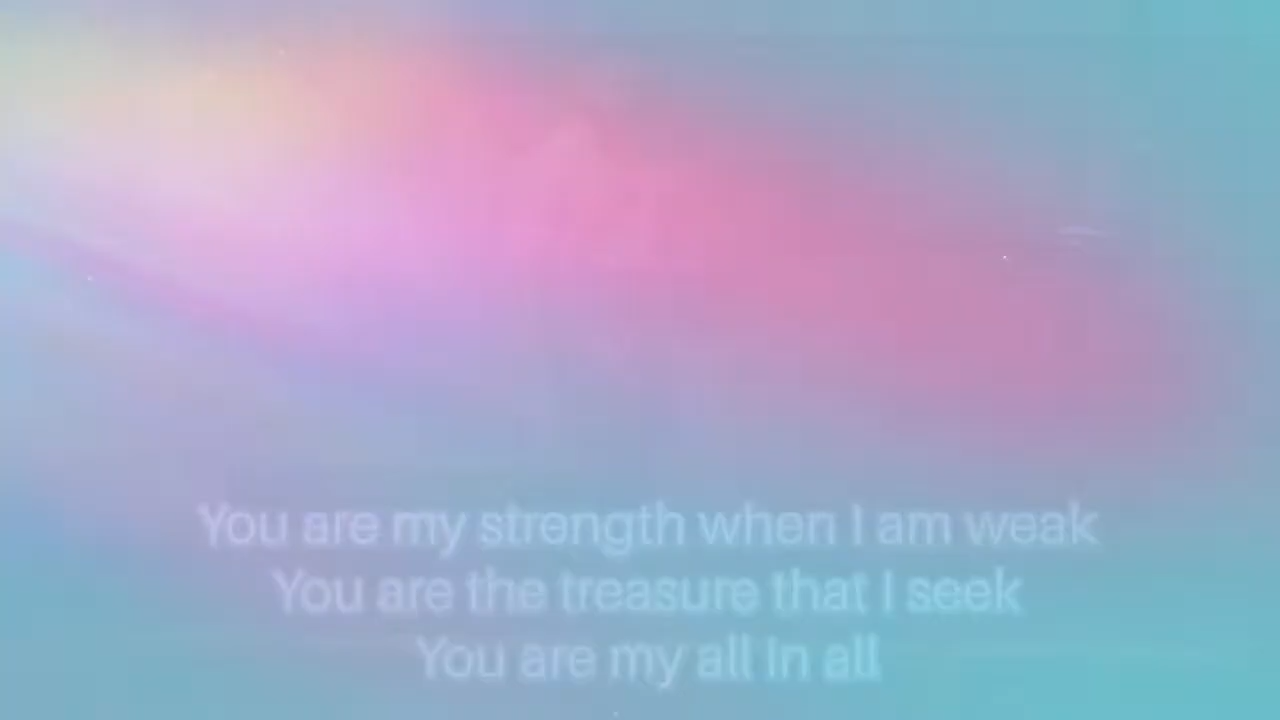 You are my strength when I am weak
You are the treasure that I seek
You are my all in all